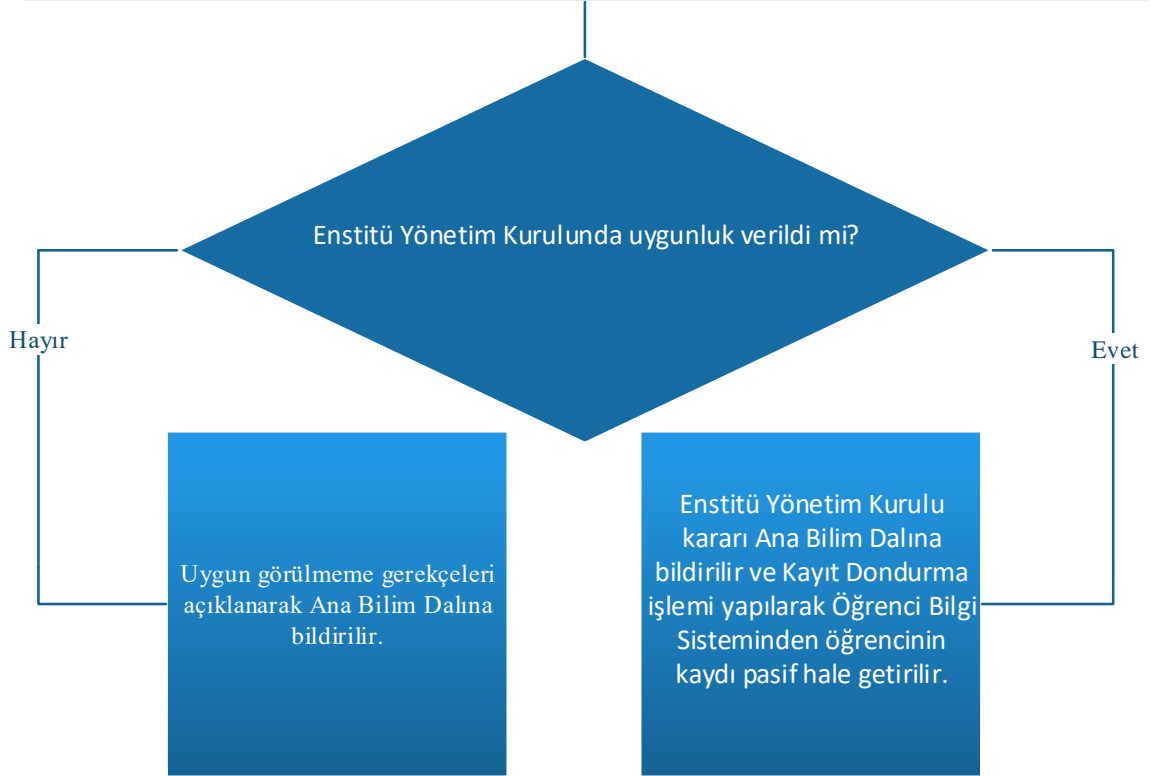 Enstitü Yönetim Kurulunda uygunluk verildi mi?
Hayır
Evet
Uygun görülmeme gerekçeleri
açıklanarak Ana Bilim Dalına
bildirilir.
Enstitü Yönetim Kurulu
kararı Ana Bilim Dalına
bildirilir ve Kayıt Dondurma
işlemi yapılarak Öğrenci Bilgi
Sisteminden öğrencinin
kaydı pasif hale getirilir.